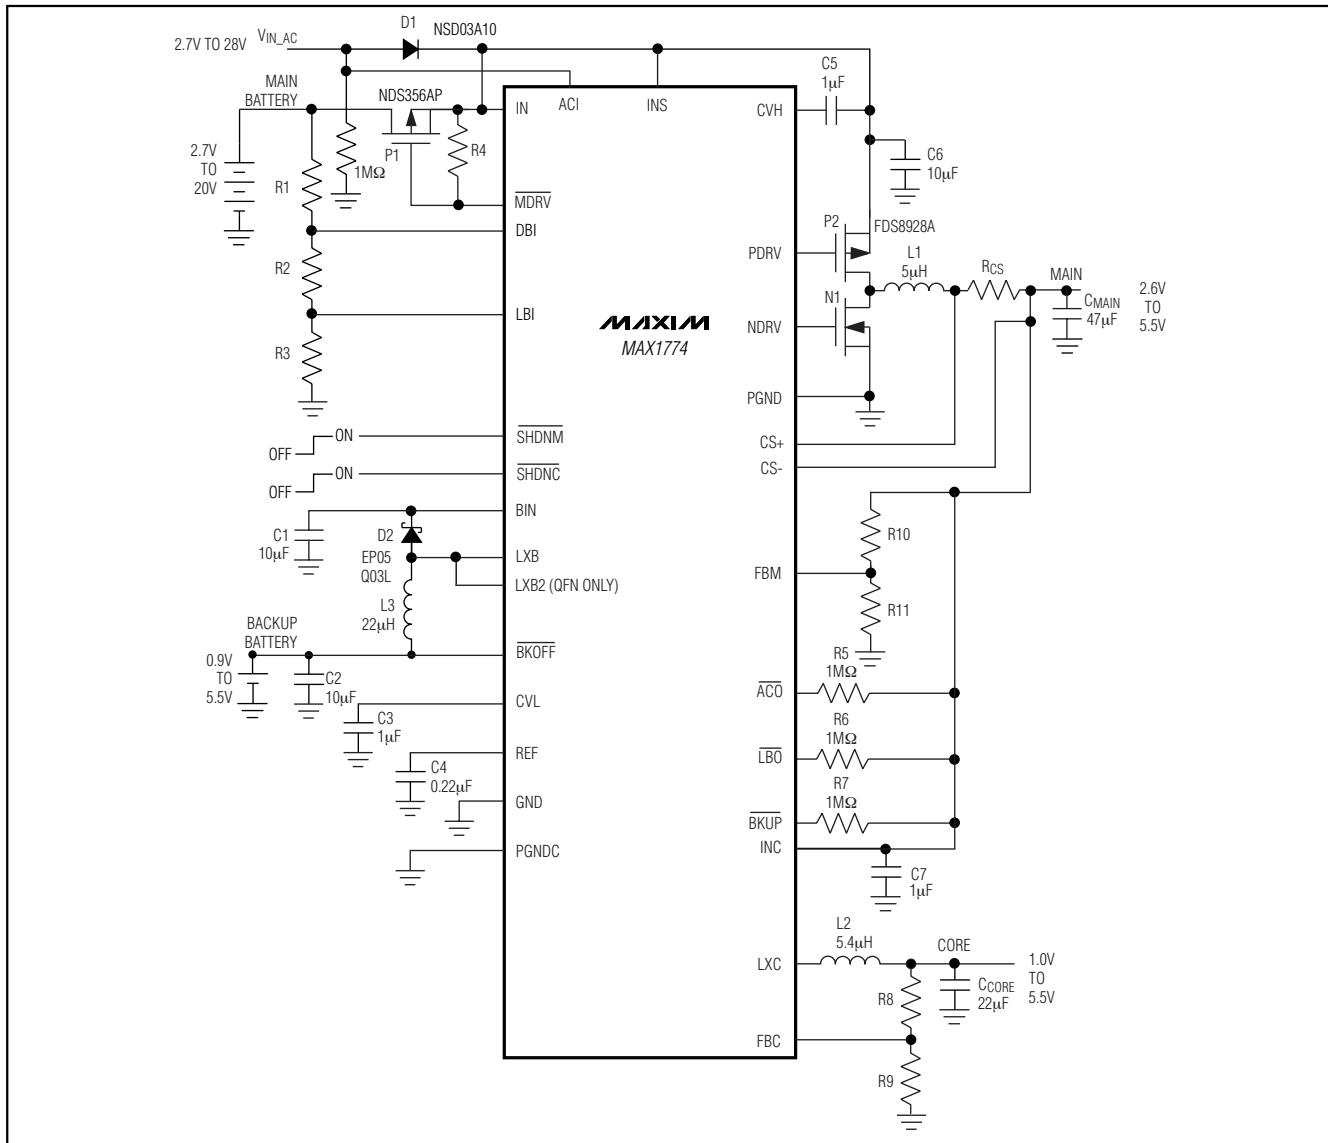 D1
NSD03A10
2.7V TO 28V
VIN_AC
MAIN
BATTERY
NDS356AP
IN
ACI
INS
CVH
C5
1µF
2.7V
TO
20V
R1
1MΩ
P1
R4
C6
10µF
MDRV
DBI
P2
FDS8928A
PDRV
L1
5µH
RCS
MAIN
2.6V
TO
5.5V
CMAIN
47µF
R2
LBI
N1
NDRV
MAXIM
MAX1774
R3
PGND
OFF
ON
SHDNM
CS+
OFF
ON
SHDNC
CS-
BIN
C1
10µF
D2
EP05
Q03L
LXB
LXB2 (QFN ONLY)
R10
FBM
R11
L3
22µH
BACKUP
BATTERY
BKOFF
0.9V
TO
5.5V
C2
10µF
R5
1MΩ
ACO
CVL
C3
1µF
R6
1MΩ
LBO
REF
C4
0.22µF
R7
1MΩ
BKUP
GND
INC
PGNDC
C7
1µF
L2
5.4µH
CORE
LXC
1.0V
TO
5.5V
R8
CCORE
22µF
FBC
R9